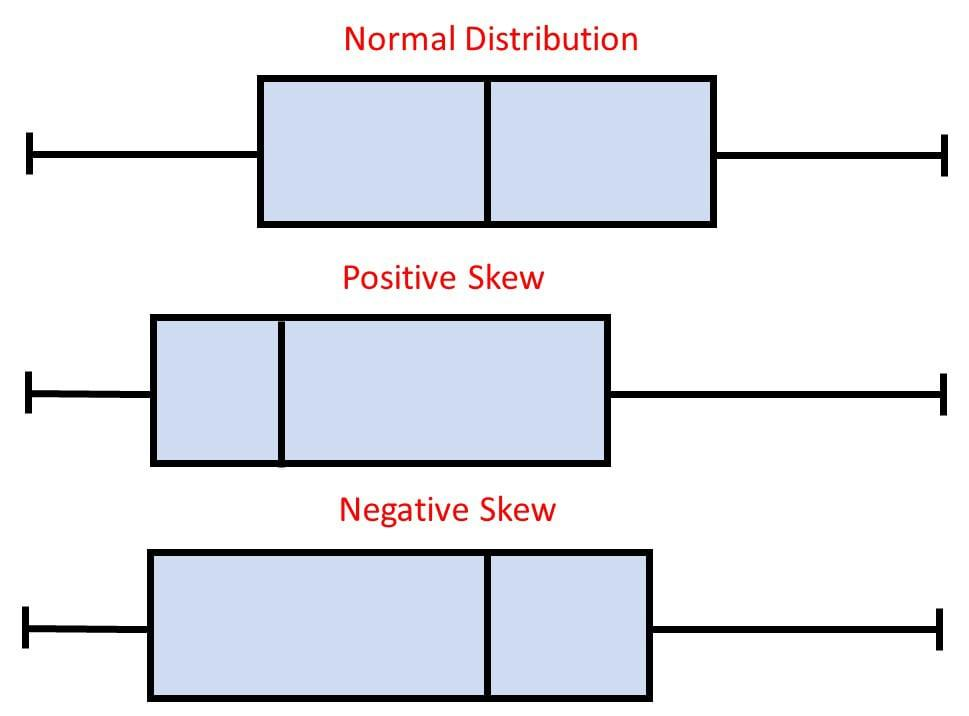 Normal Distribution
Positive Skew
Negative Skew